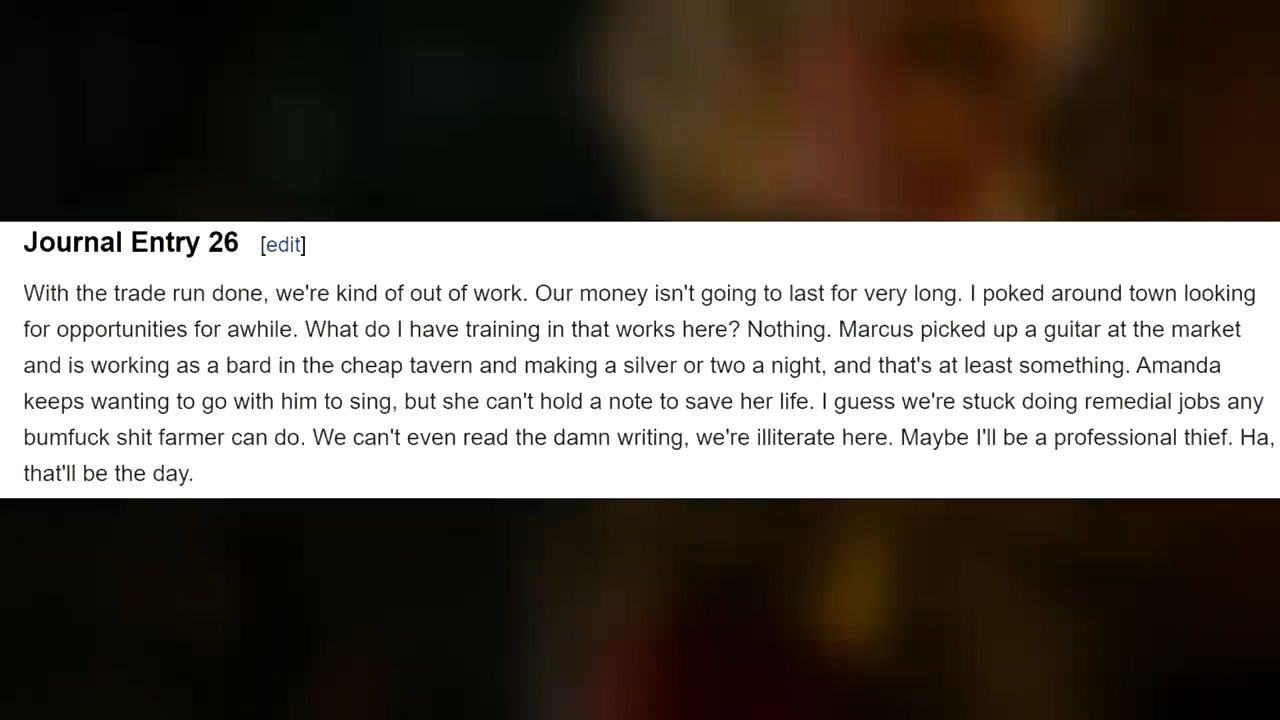 Journal Entry 26 [edit]
With the trade run done, we're kind of out of work. Our money isn't going to last for very long. I poked around town looking
for opportunities for awhile. What do I have training in that works here? Nothing. Marcus picked up a guitar at the market
and is working as a bard in the cheap tavern and making a silver or two a night, and that's at least something. Amanda
keeps wanting to go with him to sing, but she can't hold a note to save her life. I guess we're stuck doing remedial jobs any
bumfuck shit farmer can do. We can't even read the damn writing, we're illiterate here. Maybe I'll be a professional thief. Ha,
that'll be the day.